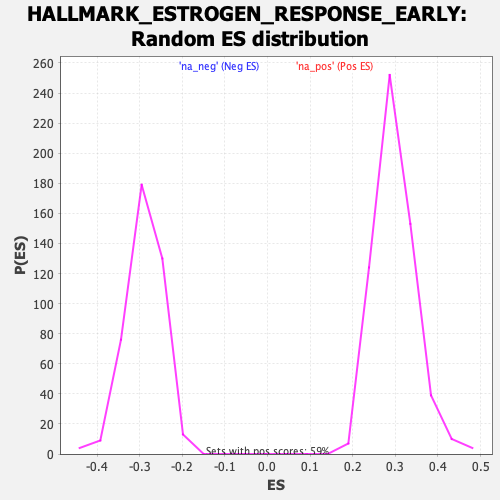 HALLMARK_ESTROGEN_RESPONSE_EARLY:
Random ES distribution
'na_neg' (Neg ES) 'na_pos' (Pos ES)
260
240
220
200
180
160
140
120
100
80
60
40
20
0
P(ES)
Sets with pos scores: 59%
-0.4 -0.3 -0.2 -0.1 0.0 0.1 0.2 0.3 0.4 0.5
ES